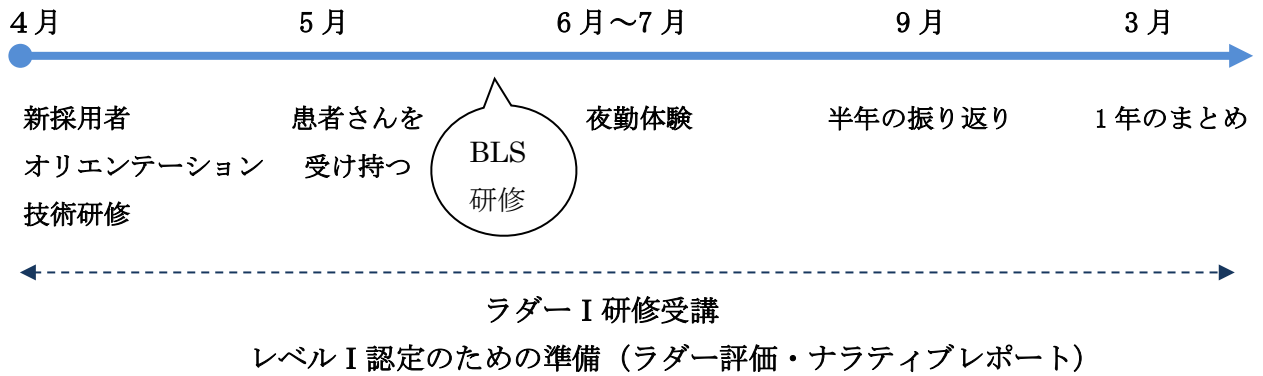 4月 5月 6月～7月 9月 3月
新採用者
オリエンテーション
技術研修
患者さんを
受け持つ
BLS
研修
夜勤体験
半年の振り返り
1年のまとめ
ラダーⅠ研修受講
レベルⅠ認定のための準備（ラダー評価・ナラティブレポート）